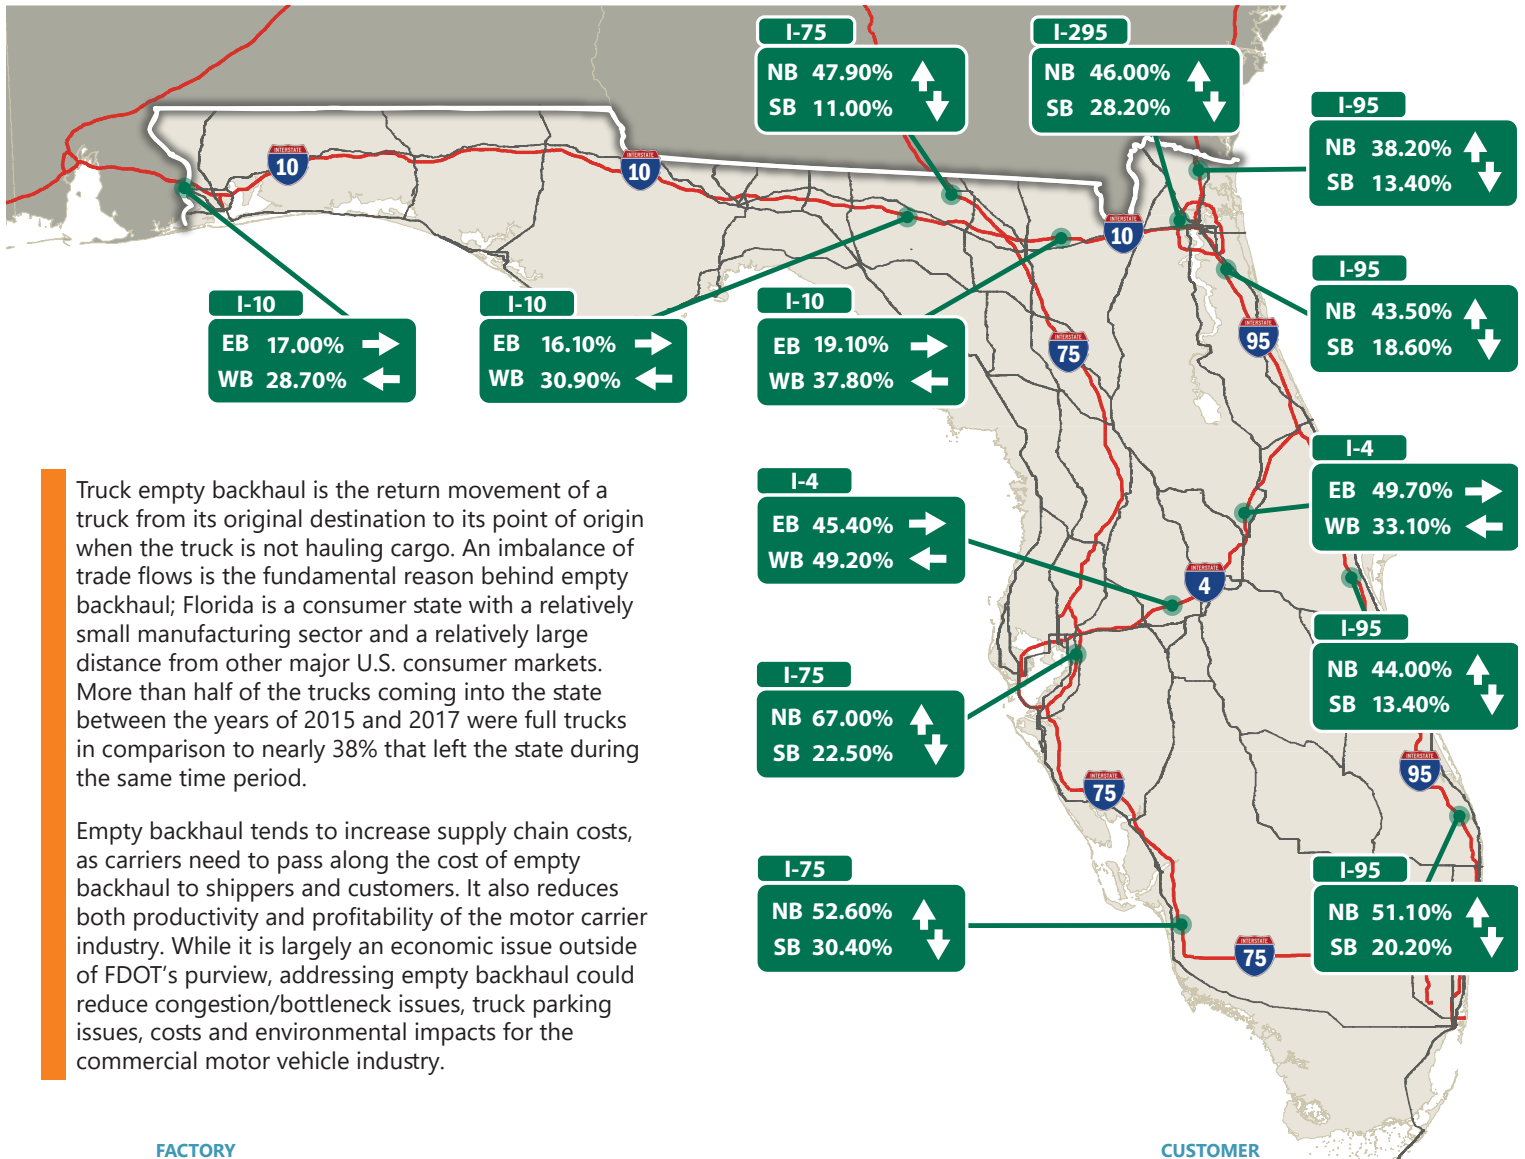 I-75
NB 47.90%
SB 11.00%
I-295
NB 46.00%
SB 28.20%
I-95
NB 38.20%
SB 13.40%
INTERSTATE
10
INTERSTATE
10
INTERSTATE
10
I-10
EB 17.00%
WB 28.70%
I-10
EB 16.10%
WB 30.90%
I-10
EB 19.10%
WB 37.80%
I-95
NB 43.50%
SB 18.60%
INTERSTATE
75
INTERSTATE
95
I-4
EB 49.70%
WB 33.10%
I-4
EB 45.40%
WB 49.20%
INTERSTATE
4
I-95
NB 44.00%
SB 13.40%
I-75
NB 67.00%
SB 22.50%
INTERSTATE
75
INTERSTATE
95
I-75
NB 52.60%
SB 30.40%
INTERSTATE
75
I-95
NB 51.10%
SB 20.20%
Truck empty backhaul is the return movement of a
truck from its original destination to its point of origin
when the truck is not hauling cargo. An imbalance of
trade flows is the fundamental reason behind empty
backhaul; Florida is a consumer state with a relatively
small manufacturing sector and a relatively large
distance from other major U.S. consumer markets.
More than half of the trucks coming into the state
between the years of 2015 and 2017 were full trucks
in comparison to nearly 38% that left the state during
the same time period.
Empty backhaul tends to increase supply chain costs,
as carriers need to pass along the cost of empty
backhaul to shippers and customers. It also reduces
both productivity and profitability of the motor carrier
industry. While it is largely an economic issue outside
of FDOT's purview, addressing empty backhaul could
reduce congestion/bottleneck issues, truck parking
issues, costs and environmental impacts for the
commercial motor vehicle industry.
FACTORY
CUSTOMER